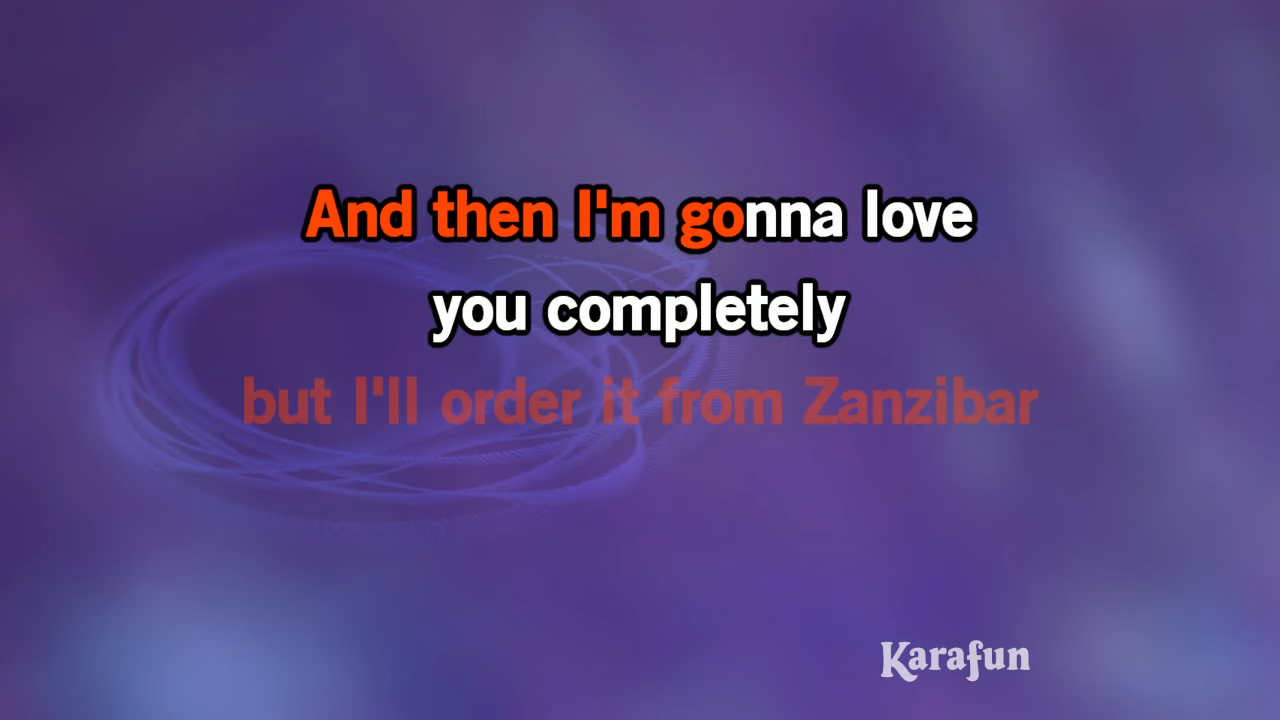 And then I'm gonna love
you completely
but I'll order it from Zanzibar
Karafun